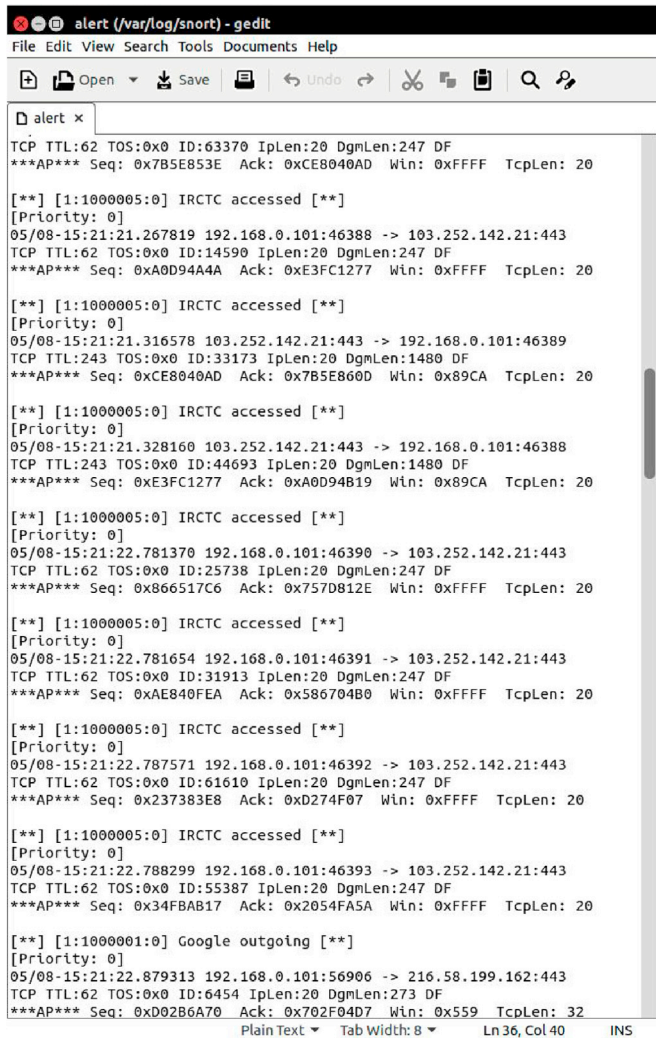 alert (/var/log/snort) - gedit
File Edit View Search Tools Documents Help
Open Save Undo
alert ×
TCP TTL:62 TOS:0x0 ID:63370 IpLen:20 DgmLen:247 DF
***AP*** Seq: 0x7B5E853E Ack: 0xCE8040AD Win: 0xFFFF TcpLen: 20
[**] [1:1000005:0] IRCTC accessed [**]
[Priority: 0]
05/08-15:21:21.267819 192.168.0.101:46388 -> 103.252.142.21:443
TCP TTL:62 TOS:0x0 ID:14590 IpLen:20 DgmLen:247 DF
***AP*** Seq: 0xA0D94A4A Ack: 0xE3FC1277 Win: 0xFFFF TcpLen: 20
[**] [1:1000005:0] IRCTC accessed [**]
[Priority: 0]
05/08-15:21:21.316578 103.252.142.21:443 -> 192.168.0.101:46389
TCP TTL:243 TOS:0x0 ID:33173 IpLen:20 DgmLen:1480 DF
***AP*** Seq: 0xCE8040AD Ack: 0x7B5E860D Win: 0x89CA TcpLen: 20
[**] [1:1000005:0] IRCTC accessed [**]
[Priority: 0]
05/08-15:21:21.328160 103.252.142.21:443 -> 192.168.0.101:46388
TCP TTL:243 TOS:0x0 ID:44693 IpLen:20 DgmLen:1480 DF
***AP*** Seq: 0xE3FC1277 Ack: 0xA0D94B19 Win: 0x89CA TcpLen: 20
[**] [1:1000005:0] IRCTC accessed [**]
[Priority: 0]
05/08-15:21:22.781370 192.168.0.101:46390 -> 103.252.142.21:443
TCP TTL:62 TOS:0x0 ID:25738 IpLen:20 DgmLen:247 DF
***AP*** Seq: 0x866517C6 Ack: 0x757D812E Win: 0xFFFF TcpLen: 20
[**] [1:1000005:0] IRCTC accessed [**]
[Priority: 0]
05/08-15:21:22.781654 192.168.0.101:46391 -> 103.252.142.21:443
TCP TTL:62 TOS:0x0 ID:31913 IpLen:20 DgmLen:247 DF
***AP*** Seq: 0xAE840FEA Ack: 0x586704B0 Win: 0xFFFF TcpLen: 20
[**] [1:1000005:0] IRCTC accessed [**]
[Priority: 0]
05/08-15:21:22.787571 192.168.0.101:46392 -> 103.252.142.21:443
TCP TTL:62 TOS:0x0 ID:61610 IpLen:20 DgmLen:247 DF
***AP*** Seq: 0x237383E8 Ack: 0xD274F07 Win: 0xFFFF TcpLen: 20
[**] [1:1000005:0] IRCTC accessed [**]
[Priority: 0]
05/08-15:21:22.788299 192.168.0.101:46393 -> 103.252.142.21:443
TCP TTL:62 TOS:0x0 ID:55387 IpLen:20 DgmLen:247 DF
***AP*** Seq: 0x34FBAB17 Ack: 0x2054FA5A Win: 0xFFFF TcpLen: 20
[**] [1:1000001:0] Google outgoing [**]
[Priority: 0]
05/08-15:21:22.879313 192.168.0.101:56906 -> 216.58.199.162:443
TCP TTL:62 TOS:0x0 ID:6454 IpLen:20 DgmLen:273 DF
***AP*** Seq: 0xD02B6A70 Ack: 0x702F04D7 Win: 0x559 TcpLen: 32
Plain Text Tab Width: 8 Ln 36, Col 40 INS